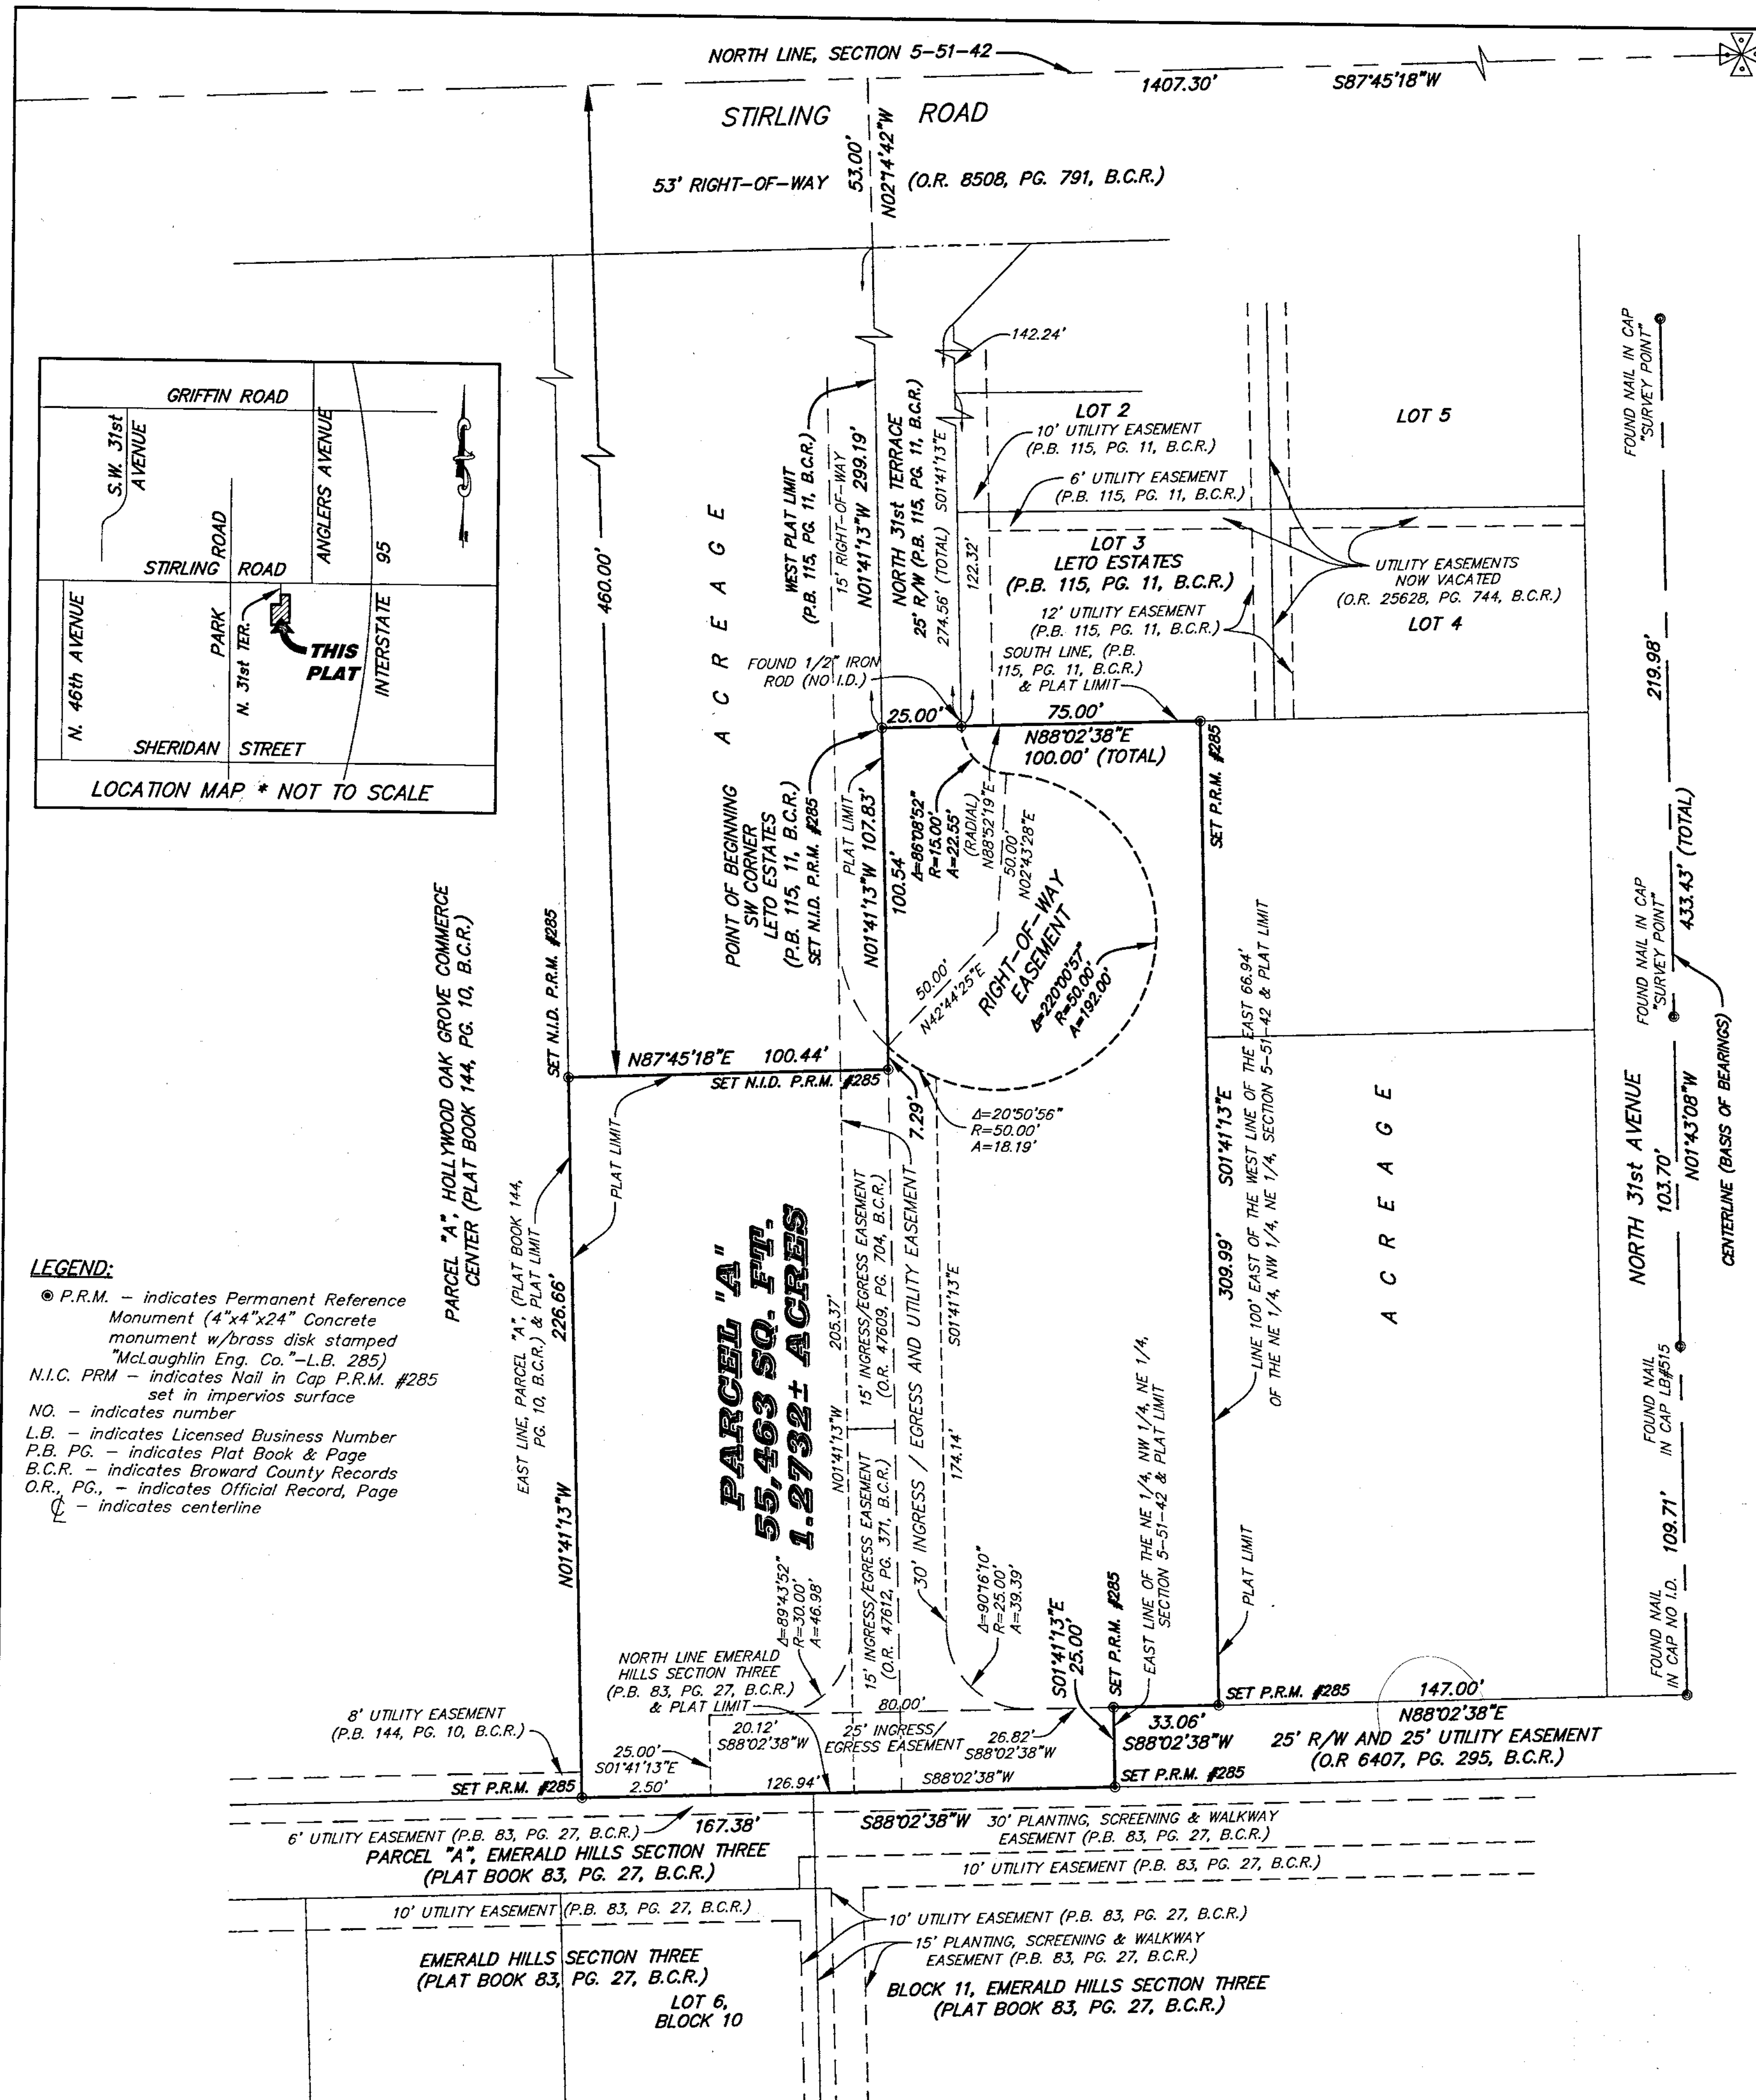 NORTH LINE, SECTION 5-51-42
1407.30'
S87°45'18"W
STIRLING ROAD
53.00'
N02°14'42"W
53' RIGHT-OF-WAY
(O.R. 8508, PG. 791, B.C.R.)
GRIFFIN ROAD
S.W. 31st
AVENUE
ANGLERS AVENUE
STIRLING ROAD
ROAD
PARK
N. 46th AVENUE
N. 31st TER.
INTERSTATE
95
THIS
PLAT
SHERIDAN STREET
LOCATION MAP * NOT TO SCALE
460.00'
A C R E A G E
WEST PLAT LIMIT
(P.B. 115, PG. 11, B.C.R.)
15' RIGHT-OF-WAY
N01°41'13"W 299.19'
NORTH 31st TERRACE
25' R/W (P.B. 115, PG. 11, B.C.R.)
274.56' (TOTAL) S01°41'13"E
122.32'
142.24'
LOT 2
10' UTILITY EASEMENT
(P.B. 115, PG. 11, B.C.R.)
6' UTILITY EASEMENT
(P.B. 115, PG. 11, B.C.R.)
LOT 3
LETO ESTATES
(P.B. 115, PG. 11, B.C.R.)
12' UTILITY EASEMENT
(P.B. 115, PG. 11, B.C.R.)
SOUTH LINE, (P.B.
115, PG. 11, B.C.R.)
& PLAT LIMIT
LOT 5
UTILITY EASEMENTS
NOW VACATED
(O.R. 25628, PG. 744, B.C.R.)
LOT 4
FOUND NAIL IN CAP
"SURVEY POINT"
219.98'
FOUND NAIL IN CAP
"SURVEY POINT"
433.43' (TOTAL)
NORTH 31st AVENUE
103.70'
N01°43'08"W
CENTERLINE (BASIS OF BEARINGS)
FOUND NAIL
IN CAP LB#515
109.71'
FOUND NAIL
IN CAP NO I.D.
FOUND 1/2" IRON
ROD (NO I.D.)
25.00'
75.00'
N88°02'38"E
100.00' (TOTAL)
SET P.R.M. #285
POINT OF BEGINNING
SW CORNER
LETO ESTATES
(P.B. 115, 11, B.C.R.)
SET N.I.D. P.R.M. #285
PLAT LIMIT
N01°41'13"W 107.83'
100.54'
Δ=86°08'52"
R=15.00'
A=22.55'
(RADIAL)
N88°52'19"E
50.00'
N02°43'28"E
RIGHT-OF-WAY
EASEMENT
Δ=220°00'57"
R=50.00'
A=192.00'
50.00'
N42°44'25"E
PARCEL "A", HOLLYWOOD OAK GROVE COMMERCE
CENTER (PLAT BOOK 144, PG. 10, B.C.R.)
SET N.I.D. P.R.M. #285
N87°45'18"E 100.44'
SET N.I.D. P.R.M. #285
7.29'
Δ=20°50'56"
R=50.00'
A=18.19'
PLAT LIMIT
EAST LINE, PARCEL "A", (PLAT BOOK 144,
PG. 10, B.C.R.) & PLAT LIMIT
226.66'
N01°41'13"W
PARCEL "A"
55,463 SQ. FT.
1.2732± ACRES
205.37'
N01°41'13"W
15' INGRESS/EGRESS EASEMENT
(O.R. 47609, PG. 704, B.C.R.)
15' INGRESS/EGRESS EASEMENT
(O.R. 47612, PG. 371, B.C.R.)
30' INGRESS / EGRESS AND UTILITY EASEMENT
S01°41'13"E
174.14'
309.99' S01°41'13"E
LINE 100' EAST OF THE WEST LINE OF THE EAST 66.94'
OF THE NE 1/4, NW 1/4, NE 1/4, SECTION 5-51-42 & PLAT LIMIT
EAST LINE OF THE NE 1/4, NW 1/4, NE 1/4,
SECTION 5-51-42 & PLAT LIMIT
PLAT LIMIT
A C R E A G E
LEGEND:
P.R.M. - indicates Permanent Reference
Monument (4"x4"x24" Concrete
monument w/brass disk stamped
"McLaughlin Eng. Co."-L.B. 285)
N.I.C. PRM - indicates Nail in Cap P.R.M. #285
set in impervios surface
NO. - indicates number
L.B. - indicates Licensed Business Number
P.B. PG. - indicates Plat Book & Page
B.C.R. - indicates Broward County Records
O.R., PG., - indicates Official Record, Page
℄ - indicates centerline
Δ=89°43'52"
R=30.00'
A=46.98'
Δ=90°16'10"
R=25.00'
A=39.39'
S01°41'13"E
25.00'
SET P.R.M. #285
NORTH LINE EMERALD
HILLS SECTION THREE
(P.B. 83, PG. 27, B.C.R.)
& PLAT LIMIT
8' UTILITY EASEMENT
(P.B. 144, PG. 10, B.C.R.)
80.00'
20.12'
S88°02'38"W
25' INGRESS/
EGRESS EASEMENT
26.82'
S88°02'38"W
25.00'
S01°41'13"E
2.50'
126.94'
S88°02'38"W
33.06'
S88°02'38"W
SET P.R.M. #285
147.00'
N88°02'38"E
25' R/W AND 25' UTILITY EASEMENT
(O.R 6407, PG. 295, B.C.R.)
SET P.R.M. #285
SET P.R.M. #285
167.38'
S88°02'38"W
30' PLANTING, SCREENING & WALKWAY
EASEMENT (P.B. 83, PG. 27, B.C.R.)
6' UTILITY EASEMENT (P.B. 83, PG. 27, B.C.R.)
PARCEL "A", EMERALD HILLS SECTION THREE
(PLAT BOOK 83, PG. 27, B.C.R.)
10' UTILITY EASEMENT (P.B. 83, PG. 27, B.C.R.)
10' UTILITY EASEMENT (P.B. 83, PG. 27, B.C.R.)
10' UTILITY EASEMENT (P.B. 83, PG. 27, B.C.R.)
15' PLANTING, SCREENING & WALKWAY
EASEMENT (P.B. 83, PG. 27, B.C.R.)
EMERALD HILLS SECTION THREE
(PLAT BOOK 83, PG. 27, B.C.R.)
LOT 6,
BLOCK 10
BLOCK 11, EMERALD HILLS SECTION THREE
(PLAT BOOK 83, PG. 27, B.C.R.)